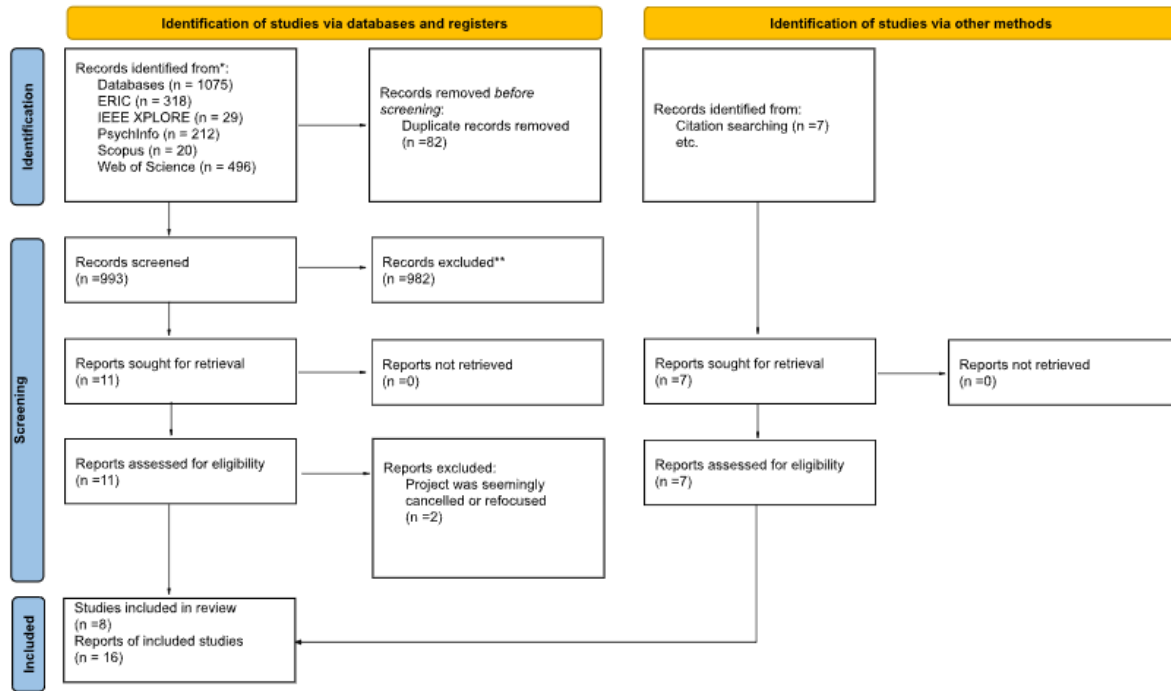 Identification of studies via databases and registers
Identification of studies via other methods
Identification
Records identified from*:
Databases (n = 1075)
ERIC (n = 318)
IEEE XPLORE (n = 29)
PsychInfo (n = 212)
Scopus (n = 20)
Web of Science (n = 496)
Records removed before
screening:
Duplicate records removed
(n =82)
Records identified from:
Citation searching (n =7)
etc.
Screening
Records screened
(n =993)
Records excluded**
(n =982)
Reports sought for retrieval
(n =11)
Reports not retrieved
(n =0)
Reports sought for retrieval
(n =7)
Reports not retrieved
(n =0)
Reports assessed for eligibility
(n =11)
Reports excluded:
Project was seemingly
cancelled or refocused
(n =2)
Reports assessed for eligibility
(n =7)
Included
Studies included in review
(n =8)
Reports of included studies
(n = 16)